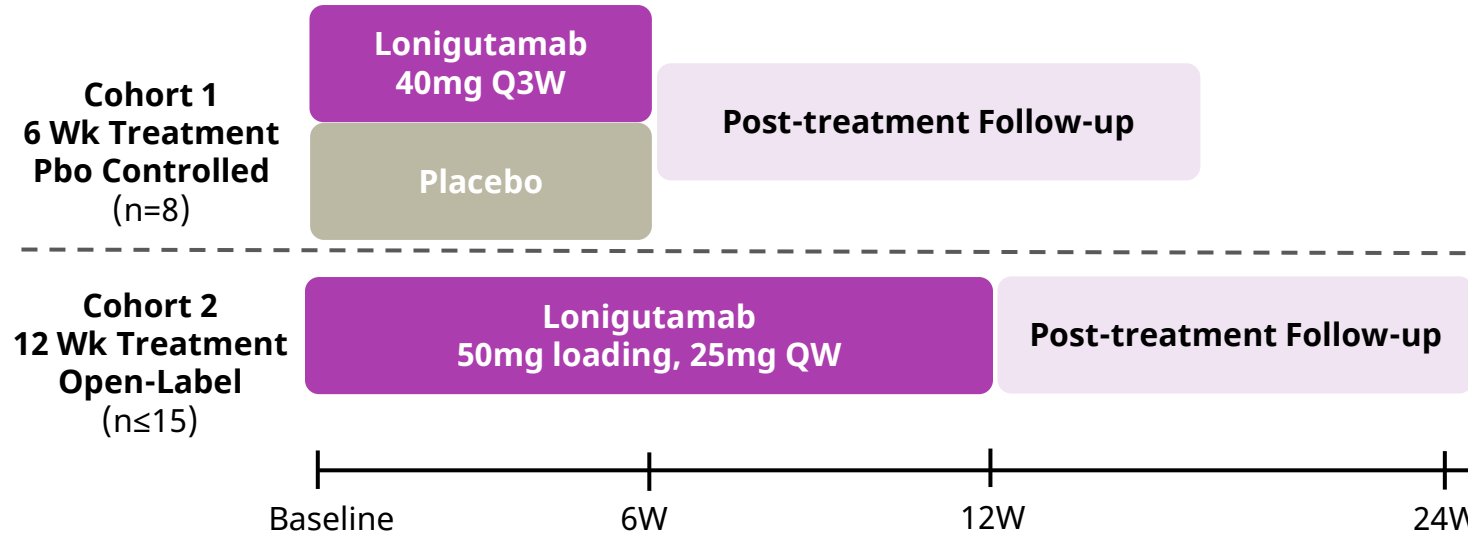 Cohort 1
6 Wk Treatment
Pbo Controlled
(n=8)
Lonigutamab
40mg Q3W
Placebo
Post-treatment Follow-up
Cohort 2
12 Wk Treatment
Open-Label
(n≤15)
Lonigutamab
50mg loading, 25mg QW
Post-treatment Follow-up
Baseline
6W
12W
24W